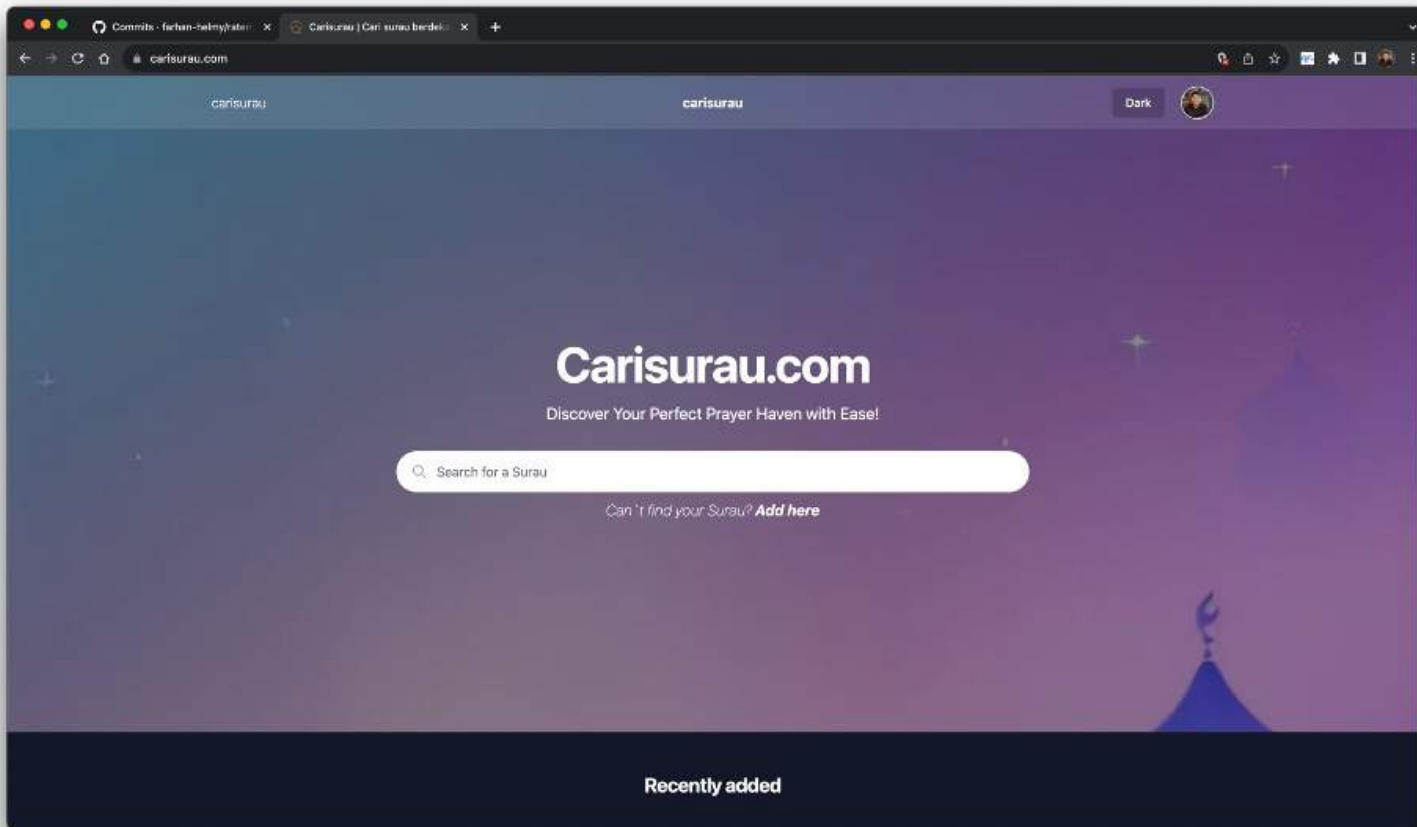 Commits · farhan-helmy/rate
Carisurau | Cari surau berdek
carisurau.com
carisurau
carisurau
Dark
Carisurau.com
Discover Your Perfect Prayer Haven with Ease!
Search for a Surau
Can't find your Surau? Add here
Recently added